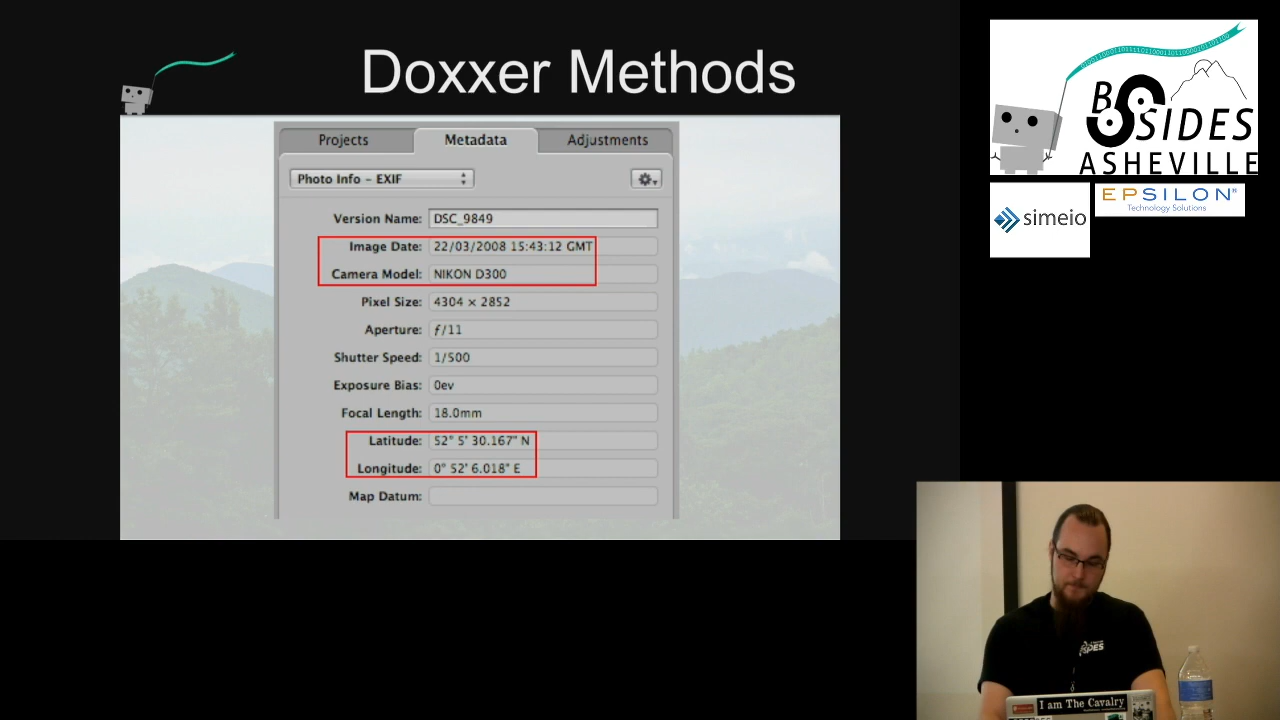 Doxxer Methods
Projects Metadata Adjustments
Photo Info – EXIF
Version Name: DSC_9849
Image Date: 22/03/2008 15:43:12 GMT
Camera Model: NIKON D300
Pixel Size: 4304 × 2852
Aperture: ƒ/11
Shutter Speed: 1/500
Exposure Bias: 0ev
Focal Length: 18.0mm
Latitude: 52° 5' 30.167" N
Longitude: 0° 52' 6.018" E
Map Datum:
BSIDES
ASHEVILLE
simeio
EPSILON®
Technology Solutions
SIDES
I am The Cavalry